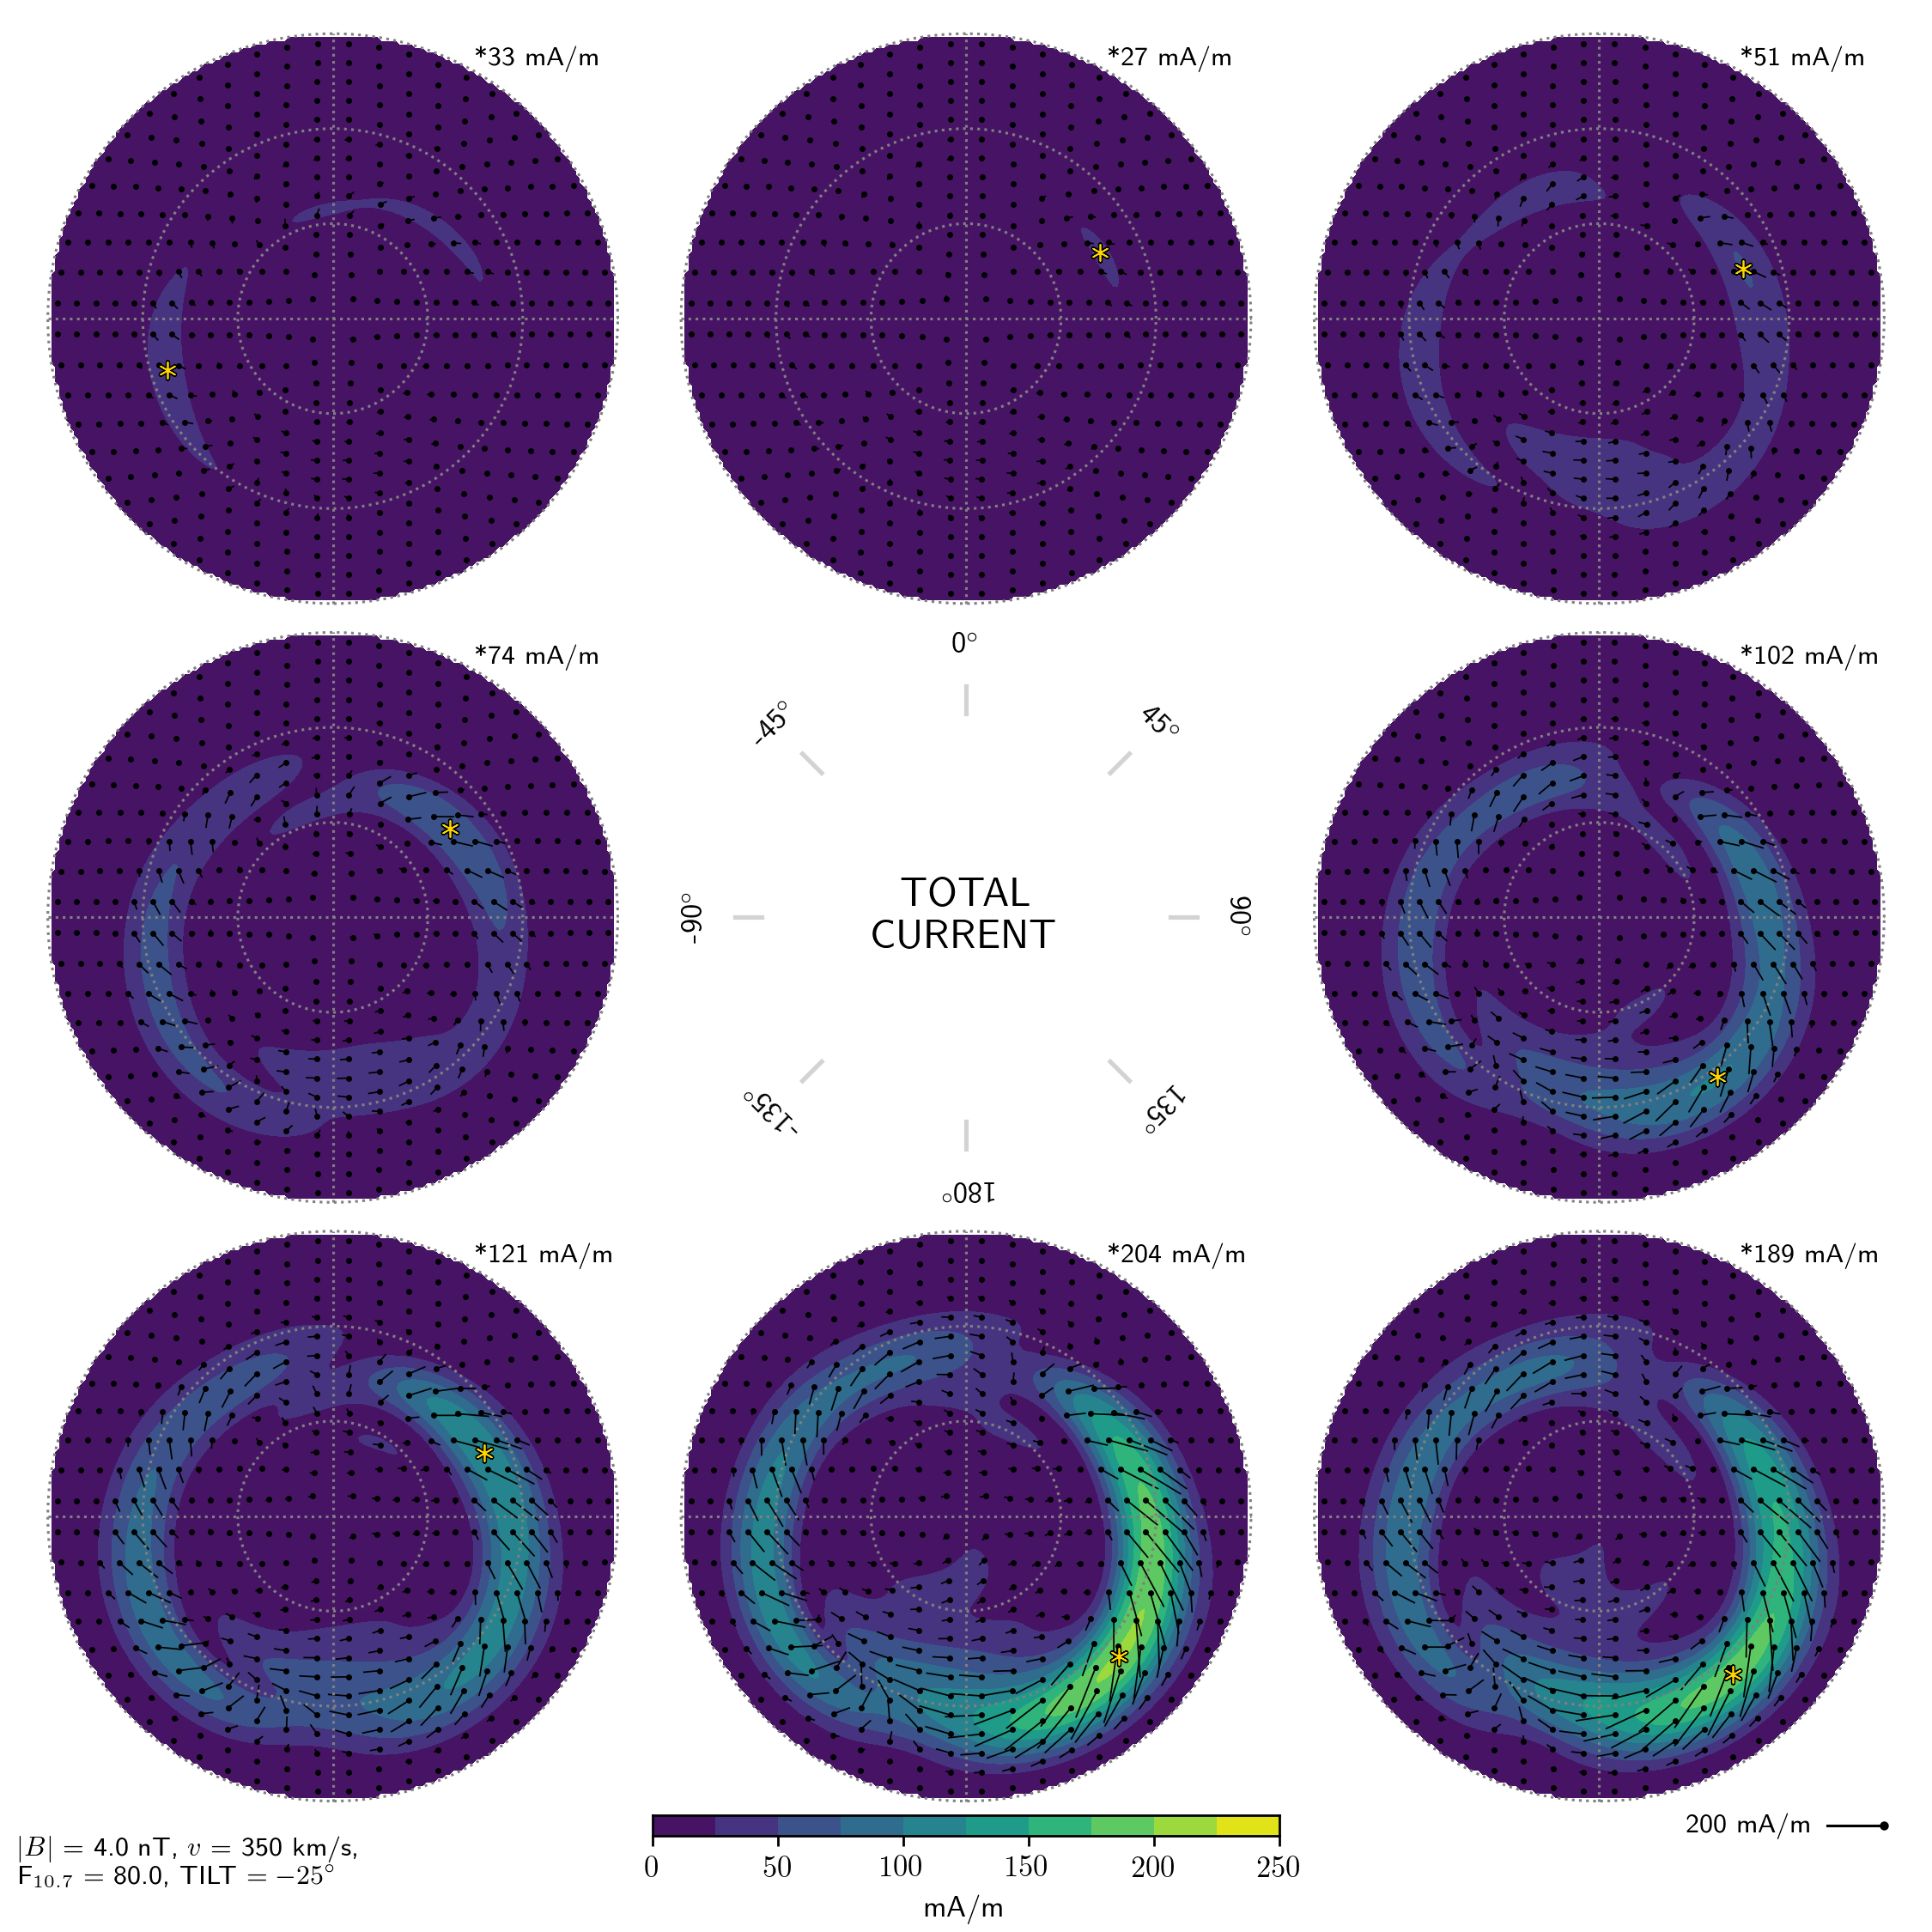 *33 mA/m
*27 mA/m
*51 mA/m
0°
-45°
45°
*74 mA/m
*102 mA/m
-90°
TOTAL
CURRENT
90°
-135°
135°
180°
*121 mA/m
*204 mA/m
*189 mA/m
|B| = 4.0 nT, v = 350 km/s,
F10.7 = 80.0, TILT = −25°
0 50 100 150 200 250
mA/m
200 mA/m